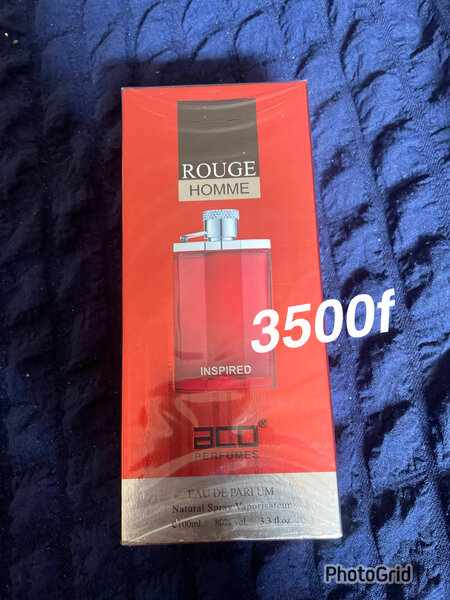 ROUGE
HOMME
3500f
INSPIRED
aco®
PERFUMES
EAU DE PARFUM
Natural Spray Vaporisateur
e100ml. 80% vol. 3.3 fl.oz.
PhotoGrid